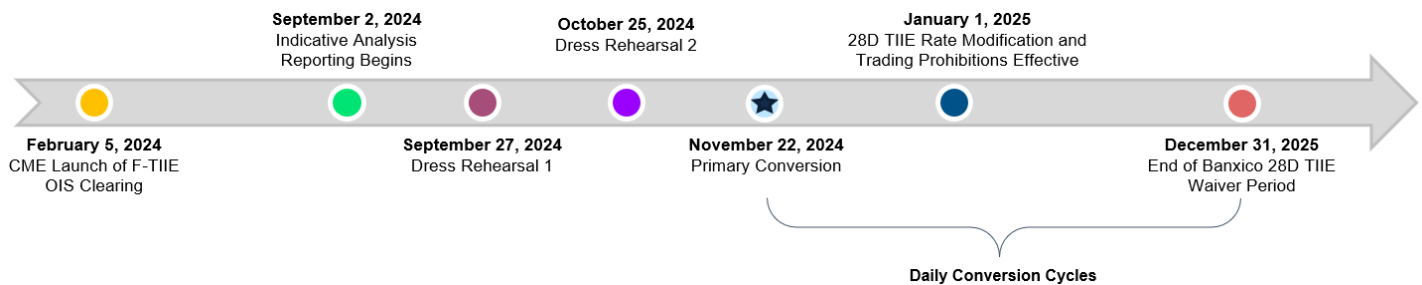 February 5, 2024
CME Launch of F-TIIE
OIS Clearing
September 2, 2024
Indicative Analysis
Reporting Begins
September 27, 2024
Dress Rehearsal 1
October 25, 2024
Dress Rehearsal 2
November 22, 2024
Primary Conversion
January 1, 2025
28D TIIE Rate Modification and
Trading Prohibitions Effective
December 31, 2025
End of Banxico 28D TIIE
Waiver Period
Daily Conversion Cycles